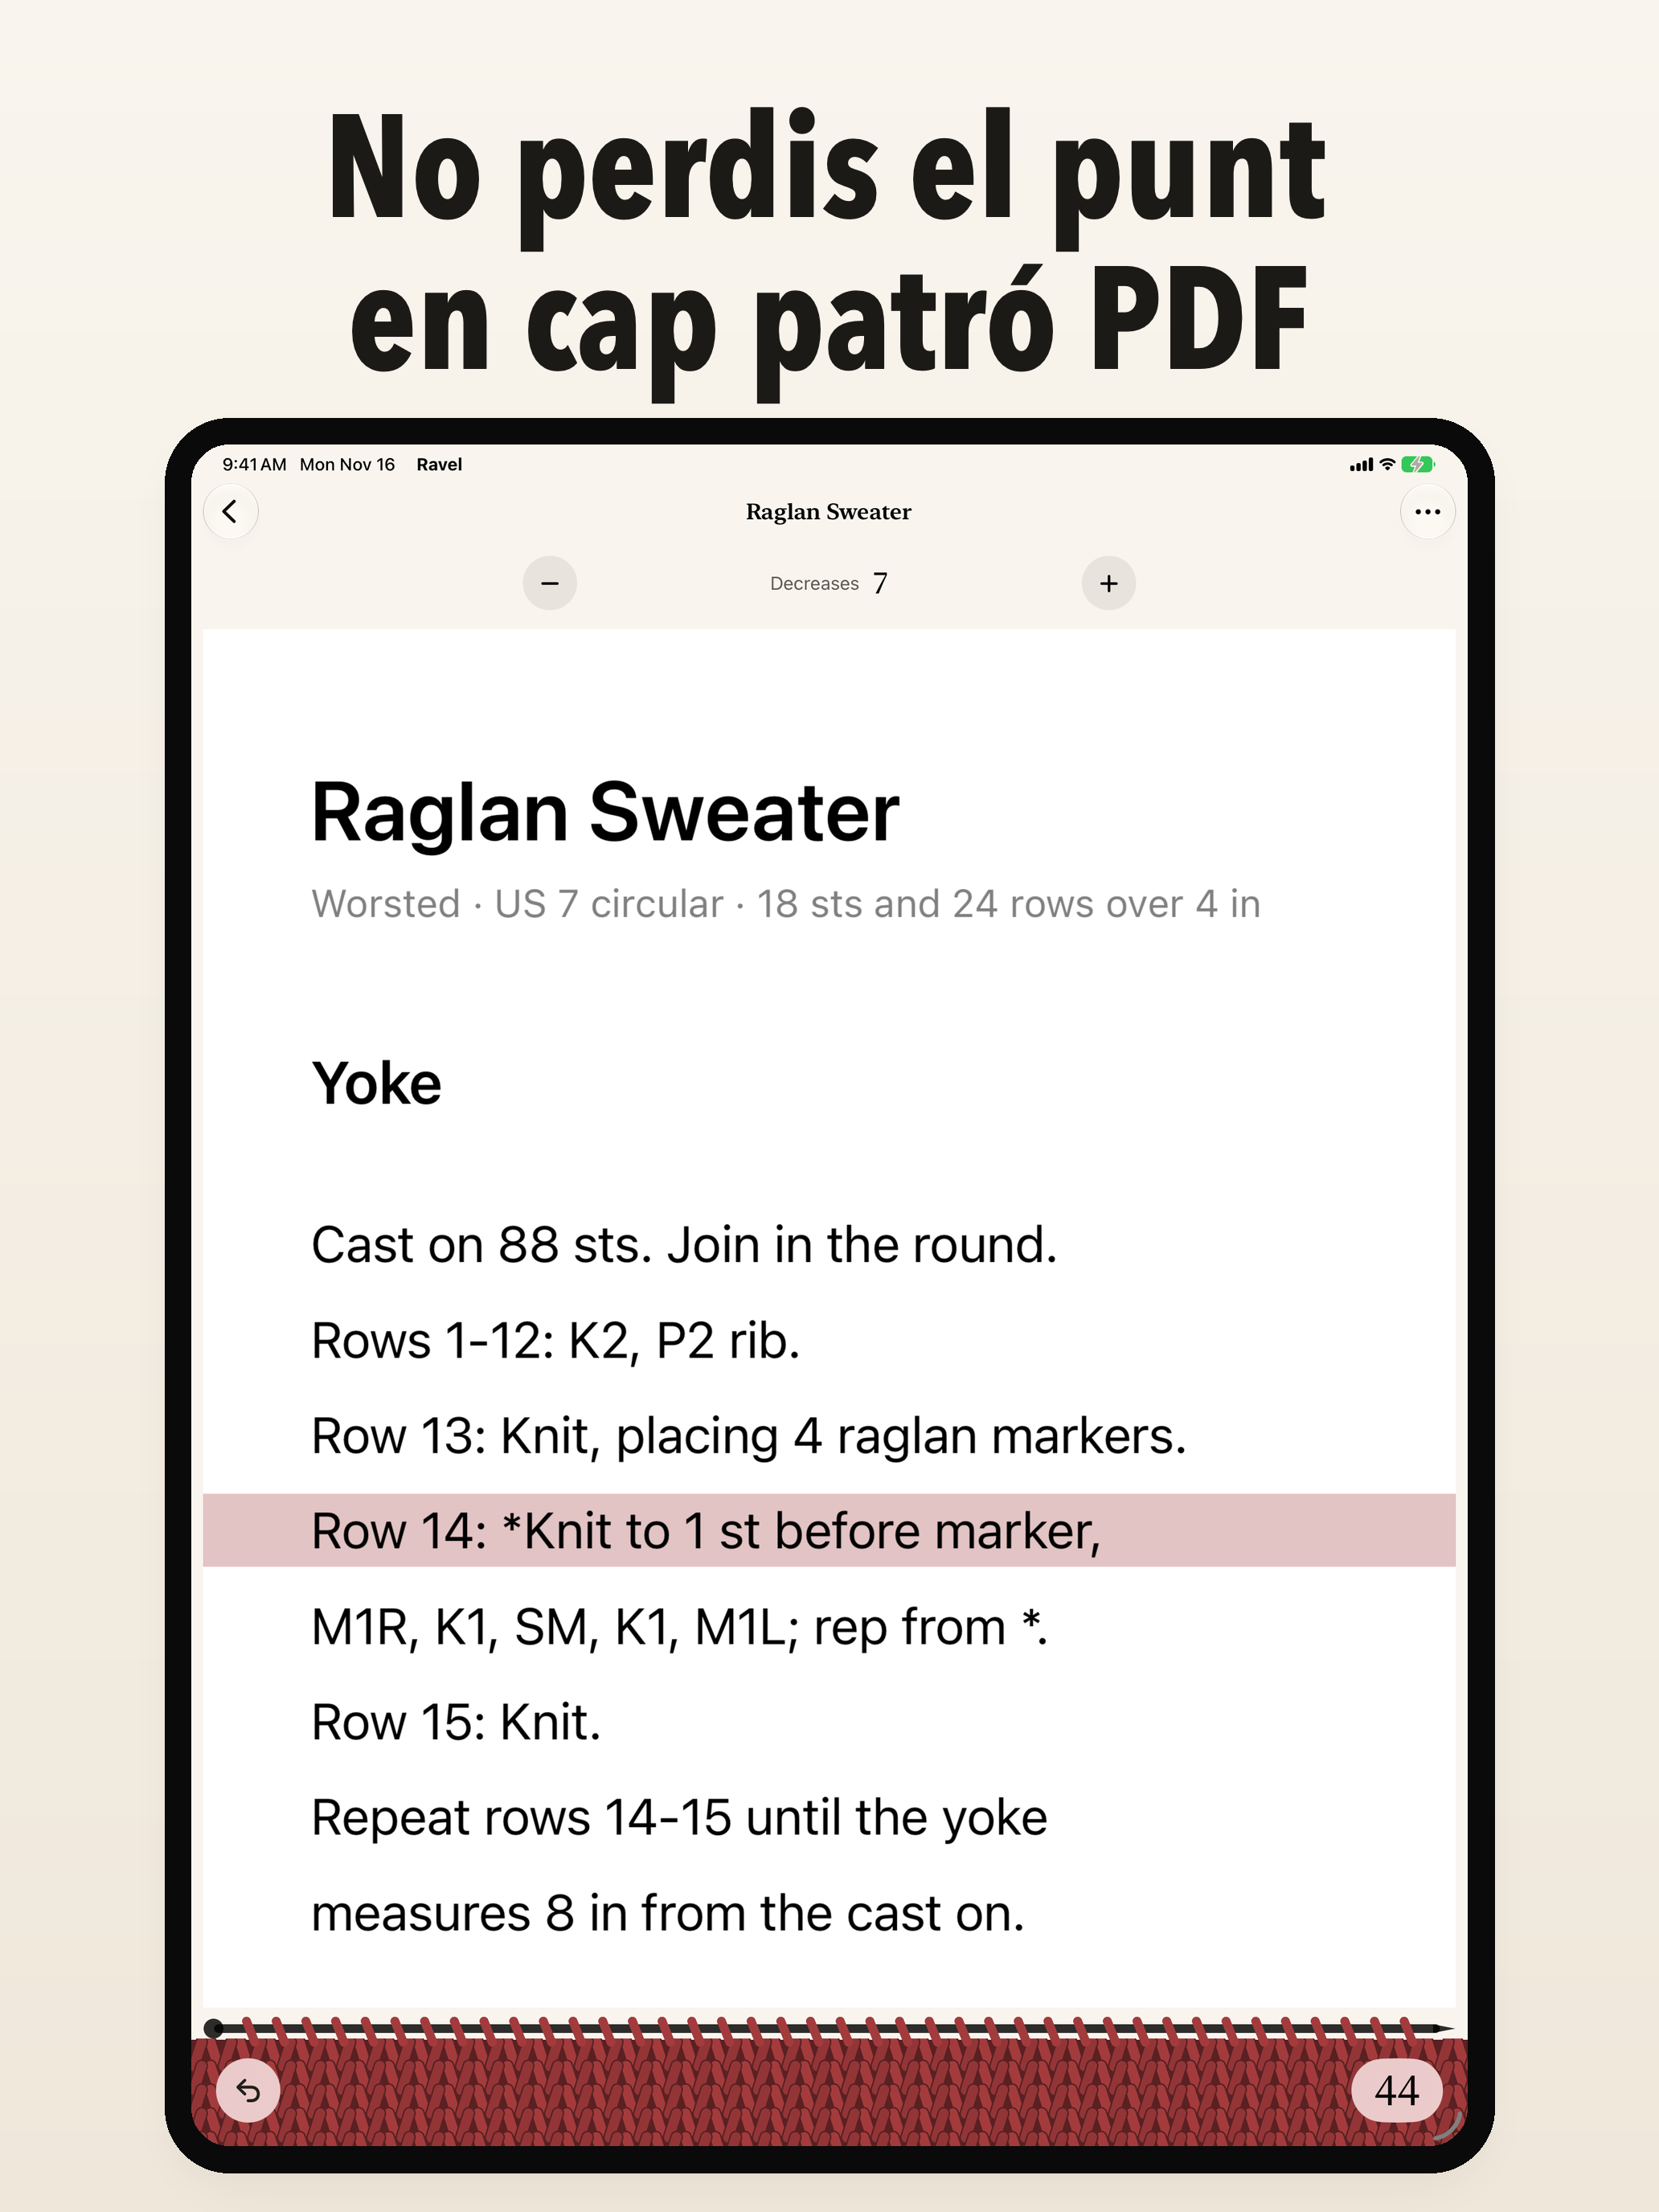 No perdis el punt
en cap patró PDF
9:41 AM Mon Nov 16 Ravel
Raglan Sweater
Decreases 7
Raglan Sweater
Worsted · US 7 circular · 18 sts and 24 rows over 4 in
Yoke
Cast on 88 sts. Join in the round.
Rows 1-12: K2, P2 rib.
Row 13: Knit, placing 4 raglan markers.
Row 14: *Knit to 1 st before marker,
M1R, K1, SM, K1, M1L; rep from *.
Row 15: Knit.
Repeat rows 14-15 until the yoke
measures 8 in from the cast on.
44